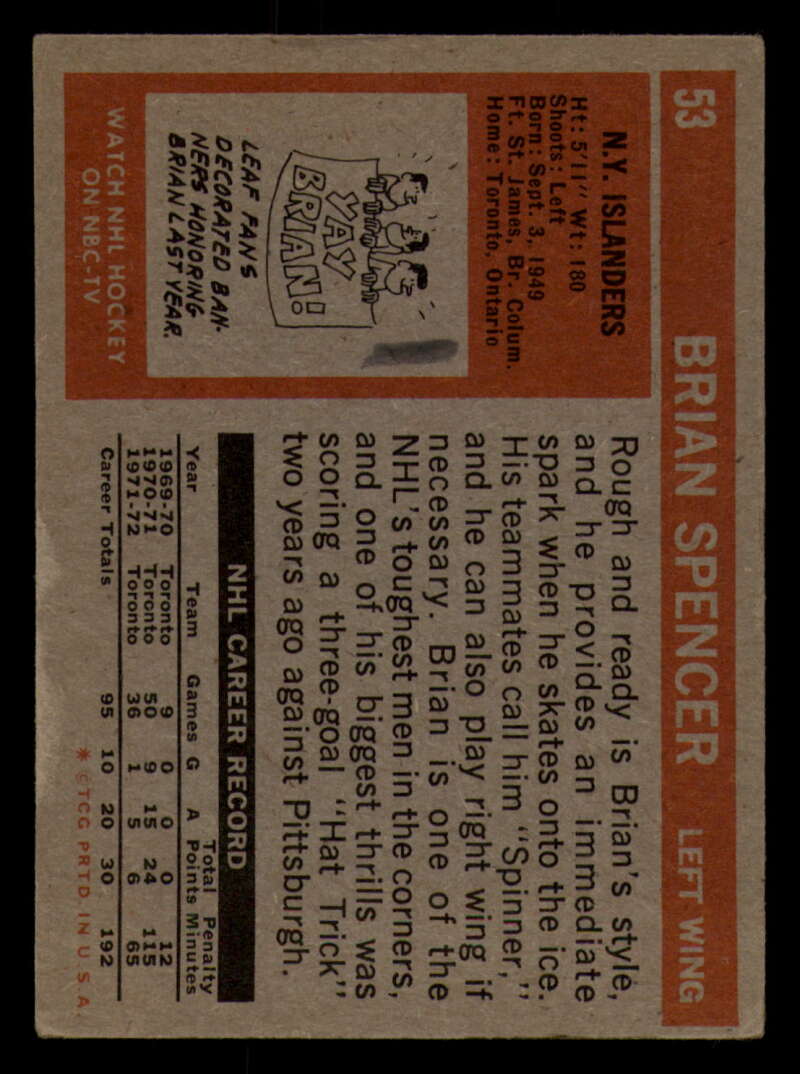 53 BRIAN SPENCER LEFT WING
N.Y. ISLANDERS
Ht: 5'11" Wt: 180
Shoots: Left
Born: Sept. 3, 1949
Ft. St. James, Br. Colum.
Home: Toronto, Ontario
YAY
BRIAN!
LEAF FANS
DECORATED BAN-
NERS HONORING
BRIAN LAST YEAR.
WATCH NHL HOCKEY
ON NBC-TV
Rough and ready is Brian's style,
and he provides an immediate
spark when he skates onto the ice.
His teammates call him "Spinner,"
and he can also play right wing if
necessary. Brian is one of the
NHL's toughest men in the corners,
and one of his biggest thrills was
scoring a three-goal "Hat Trick"
two years ago against Pittsburgh.
NHL CAREER RECORD
Total Penalty
Year Team Games G A Points Minutes
1969-70 Toronto 9 0 0 0 12
1970-71 Toronto 50 9 15 24 115
1971-72 Toronto 36 1 5 6 65
Career Totals 95 10 20 30 192
* ©TCG PRTD IN U S A.